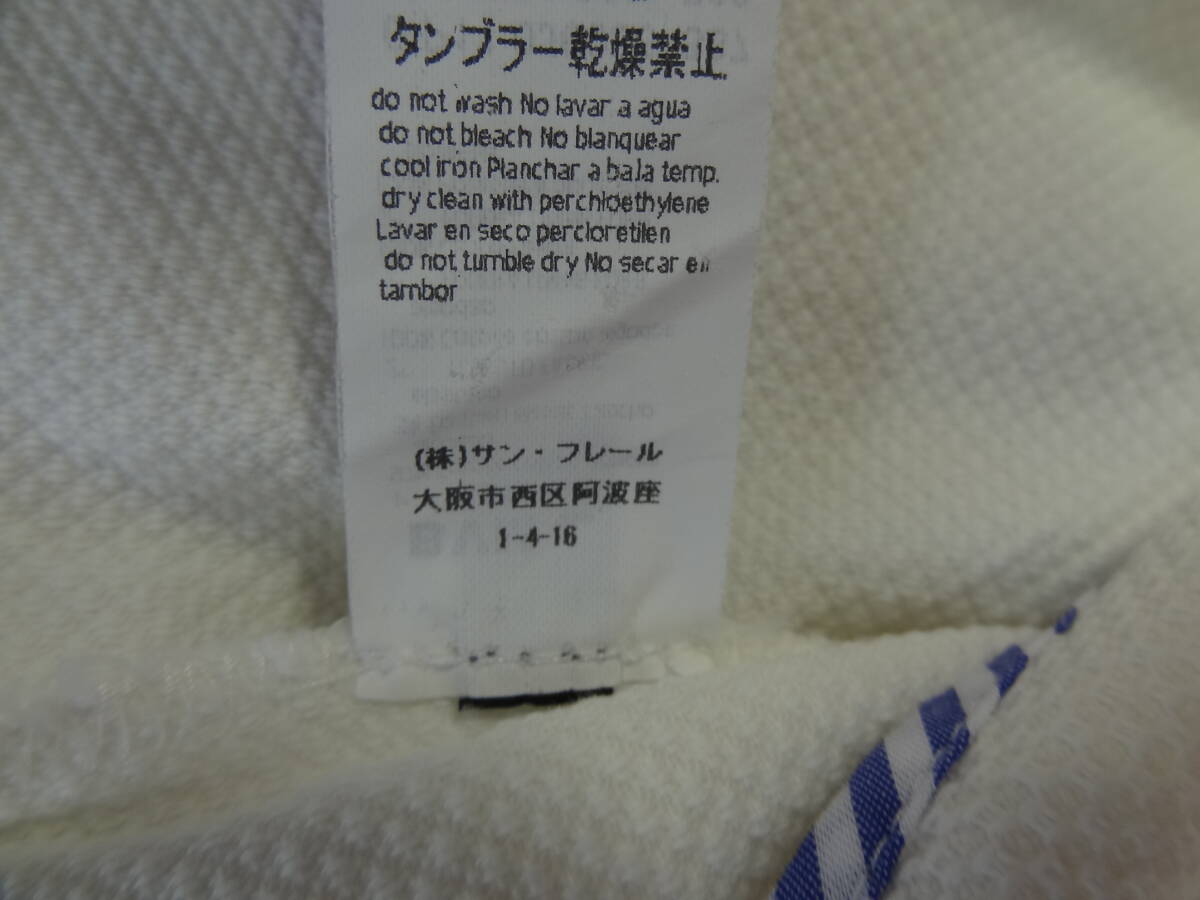 タンブラー乾燥禁止
do not wash No lavar a agua
do not bleach No blanquear
cool iron Planchar a baja temp.
dry clean with perchloethylene
Lavar en seco percloretilen
do not tumble dry No secar en
tambor
(株)サン・フレール
大阪市西区阿波座
1-4-16